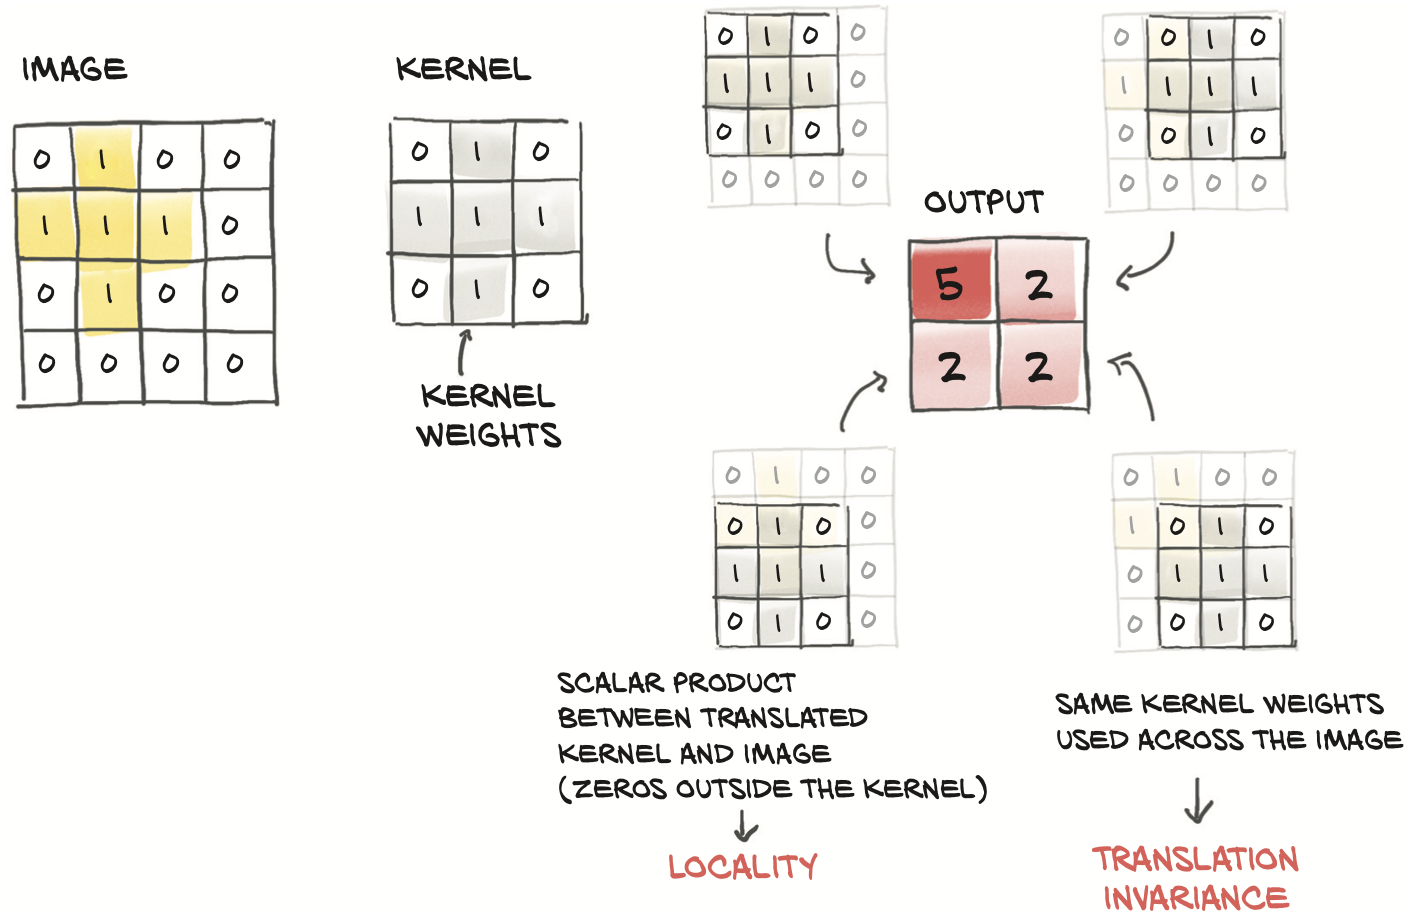 IMAGE
0 1 0 0
1 1 1 0
0 1 0 0
0 0 0 0
KERNEL
0 1 0
1 1 1
0 1 0
KERNEL
WEIGHTS
0 1 0 0
1 1 1 0
0 1 0 0
0 0 0 0
0 0 1 0
1 1 1 1
0 0 1 0
0 0 0 0
OUTPUT
5 2
2 2
0 1 0 0
0 1 0 0
1 1 1 0
0 1 0 0
0 1 0 0
1 0 1 0
0 1 1 1
0 0 1 0
SCALAR PRODUCT
BETWEEN TRANSLATED
KERNEL AND IMAGE
(ZEROS OUTSIDE THE KERNEL)
LOCALITY
SAME KERNEL WEIGHTS
USED ACROSS THE IMAGE
TRANSLATION
INVARIANCE